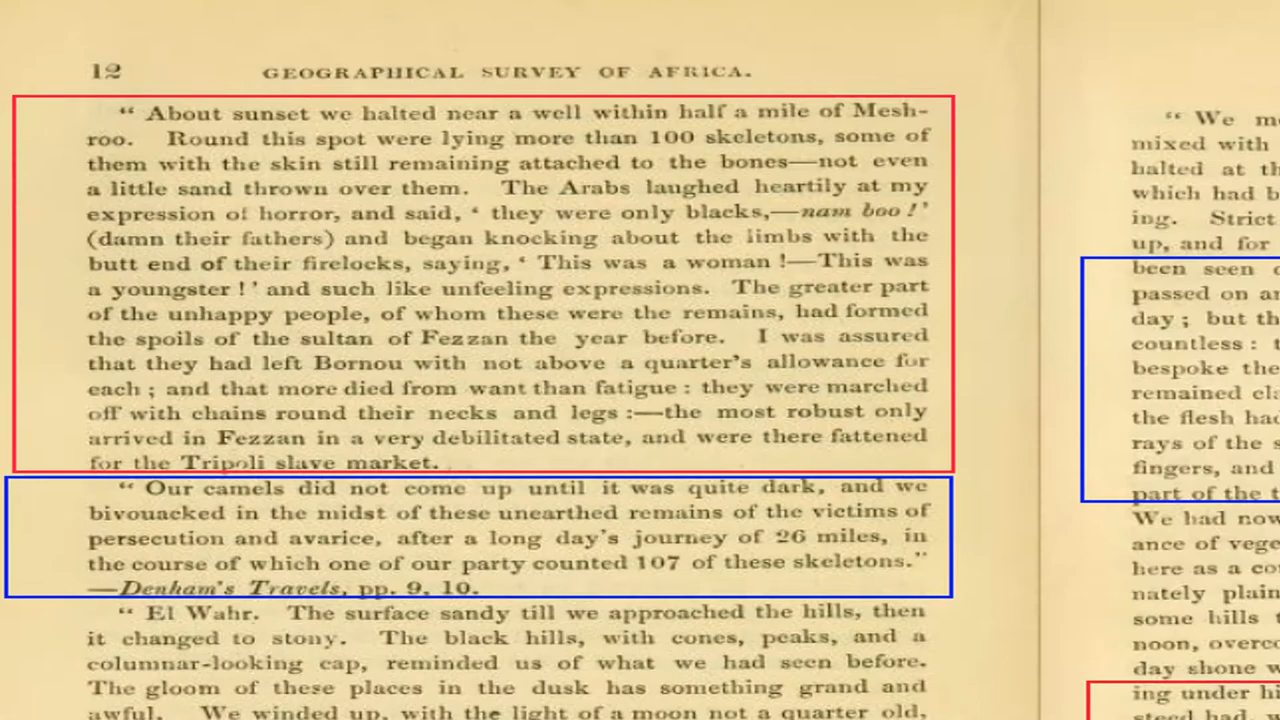 12 GEOGRAPHICAL SURVEY OF AFRICA.
“ About sunset we halted near a well within half a mile of Mesh-
roo. Round this spot were lying more than 100 skeletons, some of
them with the skin still remaining attached to the bones—not even
a little sand thrown over them. The Arabs laughed heartily at my
expression of horror, and said, ‘ they were only blacks,—nam boo !’
(damn their fathers) and began knocking about the limbs with the
butt end of their firelocks, saying, ‘ This was a woman !—This was
a youngster !’ and such like unfeeling expressions. The greater part
of the unhappy people, of whom these were the remains, had formed
the spoils of the sultan of Fezzan the year before. I was assured
that they had left Bornou with not above a quarter’s allowance for
each ; and that more died from want than fatigue : they were marched
off with chains round their necks and legs :—the most robust only
arrived in Fezzan in a very debilitated state, and were there fattened
for the Tripoli slave market.
“ Our camels did not come up until it was quite dark, and we
bivouacked in the midst of these unearthed remains of the victims of
persecution and avarice, after a long day’s journey of 26 miles, in
the course of which one of our party counted 107 of these skeletons.”
—Denham’s Travels, pp. 9, 10.
“ El Wahr. The surface sandy till we approached the hills, then
it changed to stony. The black hills, with cones, peaks, and a
columnar-looking cap, reminded us of what we had seen before.
The gloom of these places in the dusk has something grand and
awful. We winded up, with the light of a moon not a quarter old,
“ We
mixed with
halted at
which had
ing. Strict
up, and for
been seen
passed on
day ; but
countless :
bespoke
remained
the flesh
rays of the
fingers, and
part of the
We had now
ance of
here as a
nately
some hills
noon,
day shone
ing under
steed had,